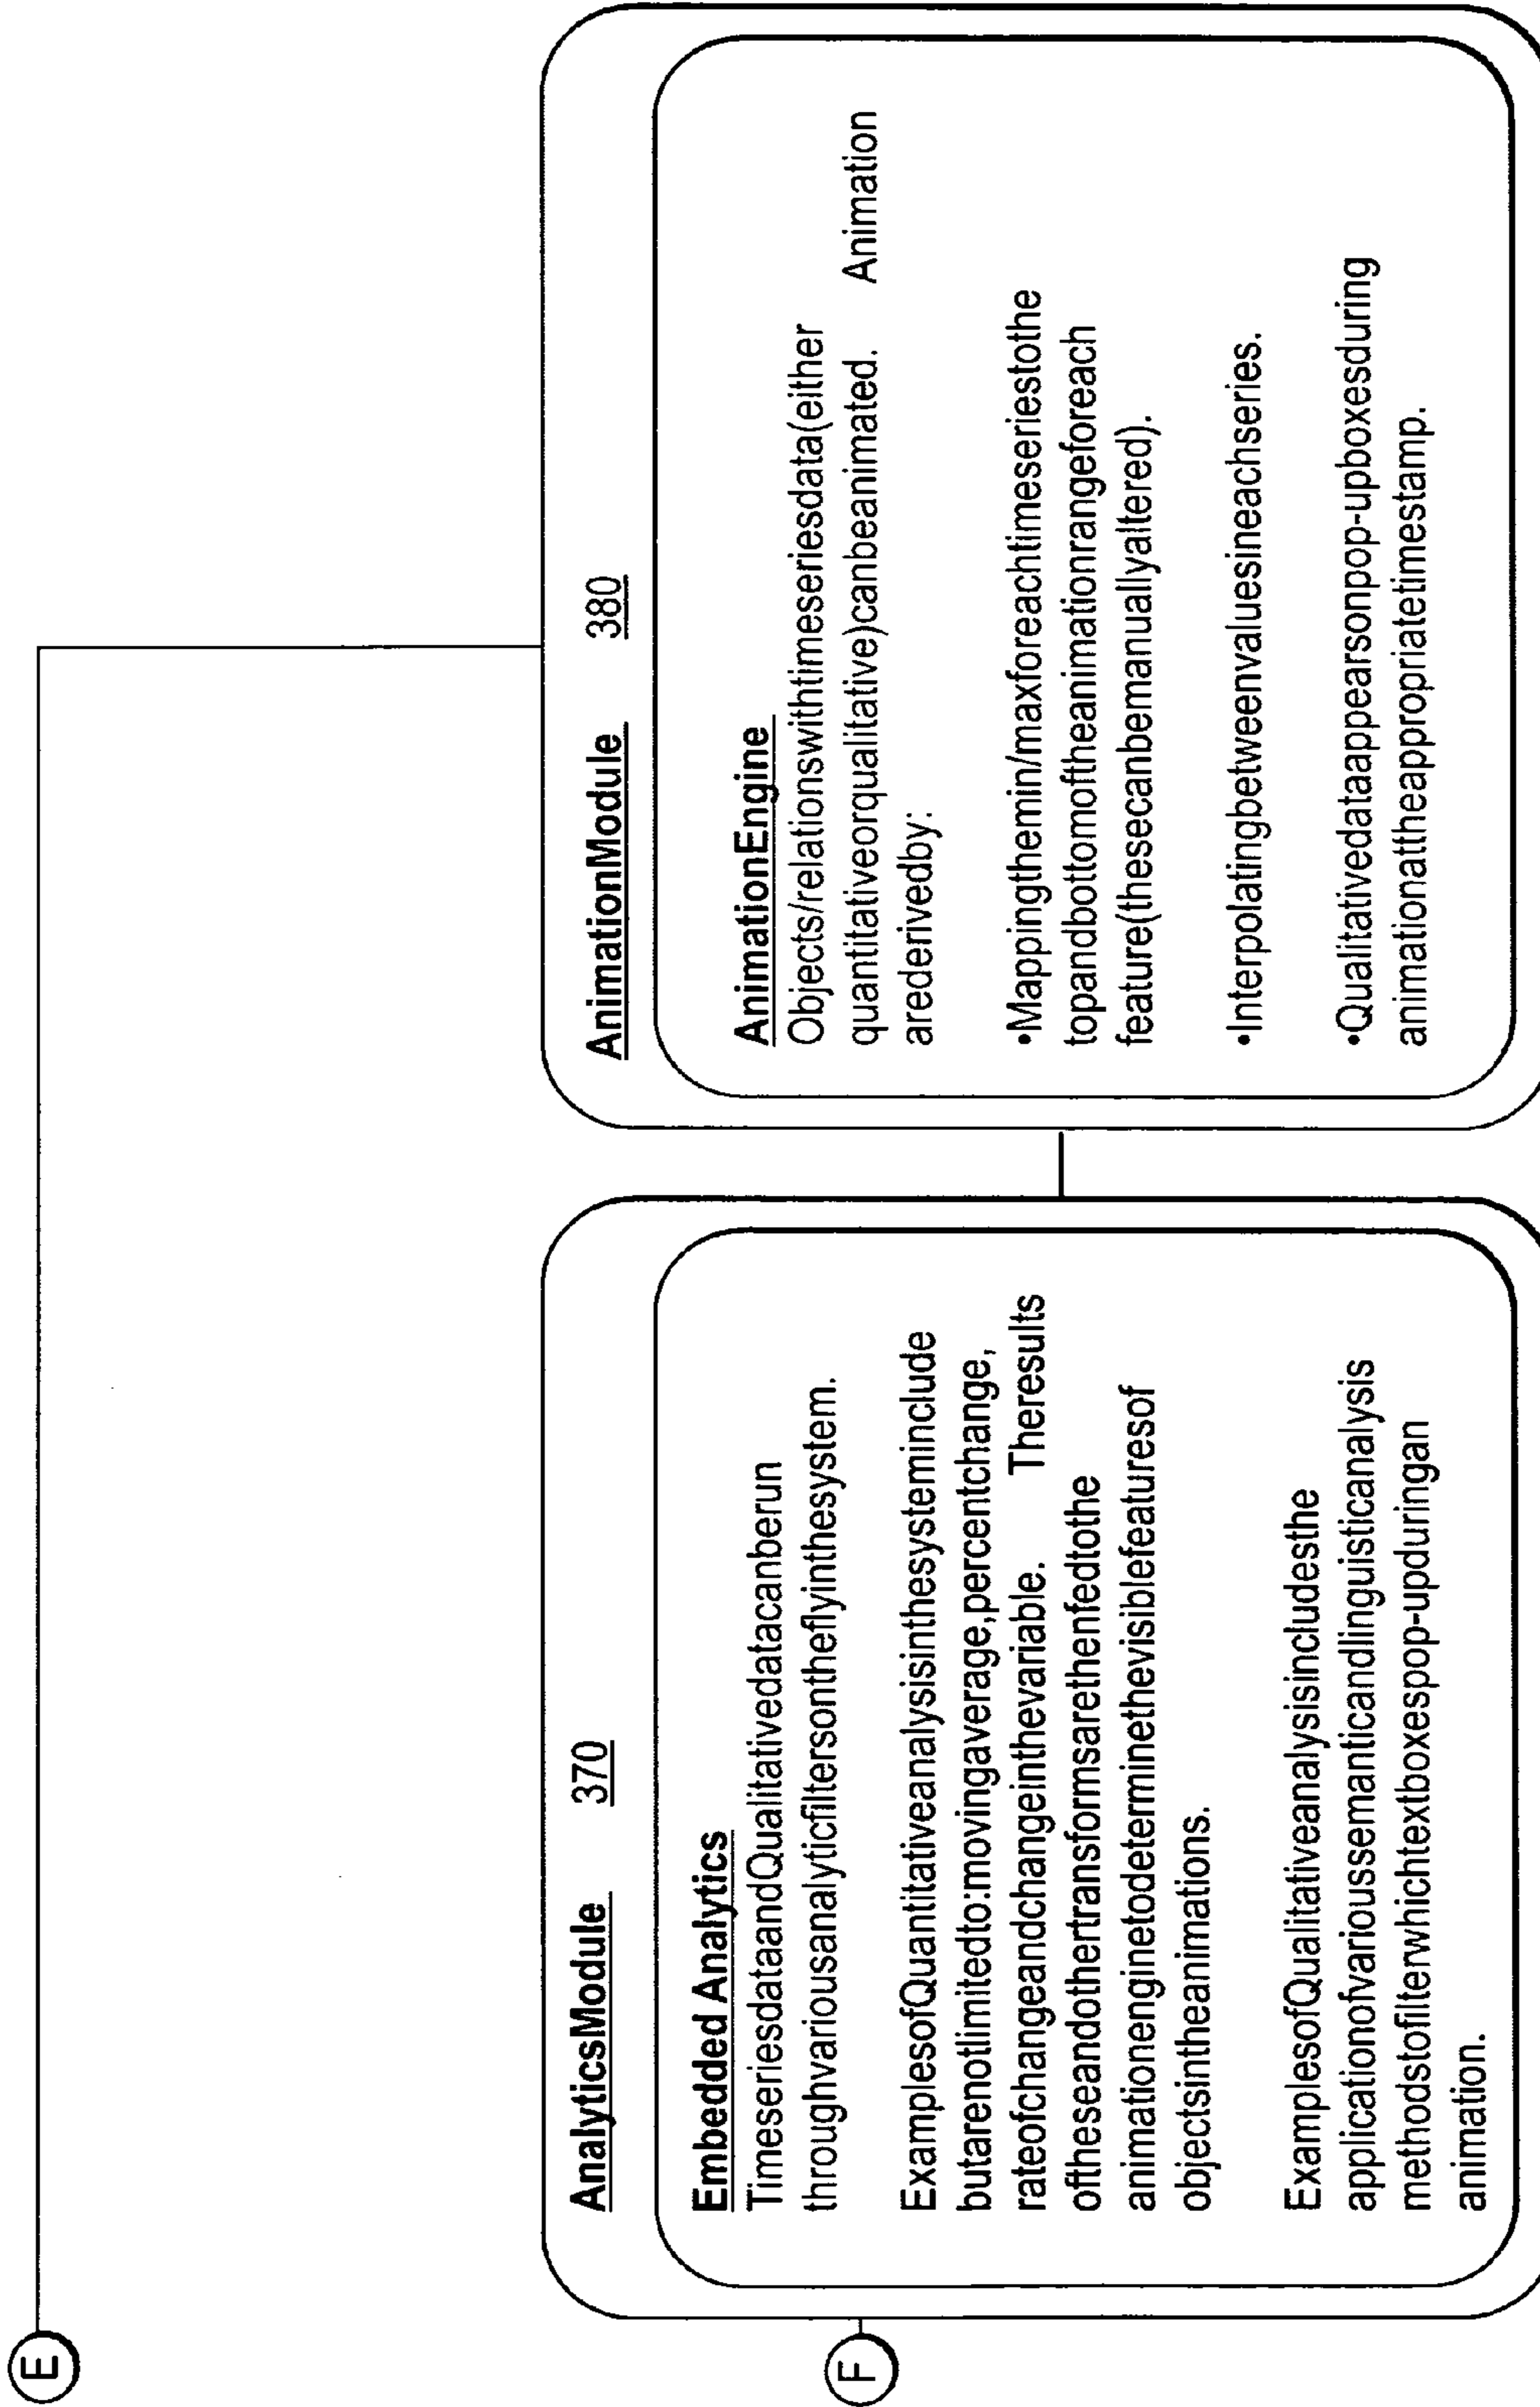 E
F
AnalyticsModule 370
Embedded Analytics
TimeseriesdataandQualitativedatacanberun
throughvariousanalyticfiltersontheflyinthesystem.
ExamplesofQuantitativeanalysisinthesysteminclude
butarenotlimitedto:movingaverage,percentchange,
rateofchangeandchangeinthevariable. Theresults
oftheseandothertransformsarethenfedtothe
animationenginetodeterminethevisiblefeaturesof
objectsintheanimations.
ExamplesofQualitativeanalysisincludesthe
applicationofvarioussemanticandlinguisticanalysis
methodstofilterwhichtextboxespop-upduringan
animation.
AnimationModule 380
AnimationEngine
Objects/relationswithtimeseriesdata(either
quantitativeorqualitative)canbeanimated. Animation
arederivedby:
•Mappingthemin/maxforeachtimeseriestothe
topandbottomoftheanimationrangeforeach
feature(thesecanbemanuallyaltered).
•Interpolatingbetweenvaluesineachseries.
•Qualitativedataappearsonpop-upboxesduring
animationattheappropriatetimestamp.